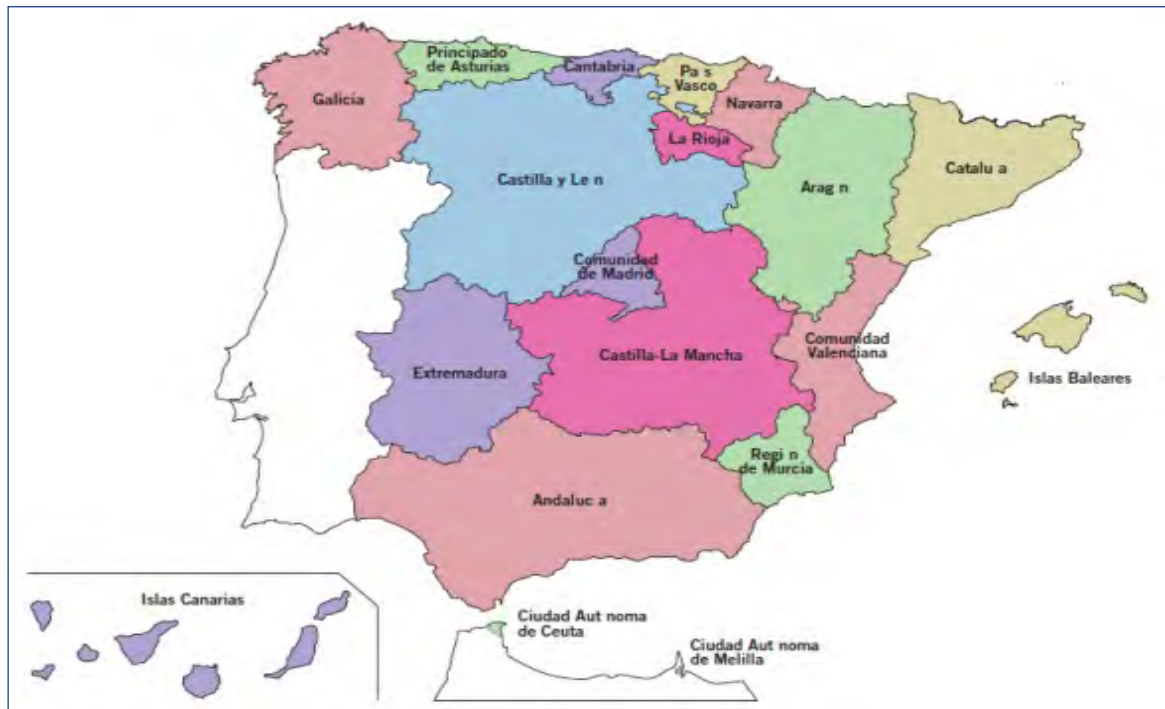 Principado
de Asturias
Cantabria
Pa s
Vasco
Galicia
Navarra
La Rioja
Castilla y Le n
Arag n
Catalu a
Comunidad
de Madrid
Comunidad
Valenciana
Castilla-La Mancha
Extremadura
Islas Baleares
Regi n
de Murcia
Andaluc a
Islas Canarias
Ciudad Aut noma
de Ceuta
Ciudad Aut noma
de Melilla